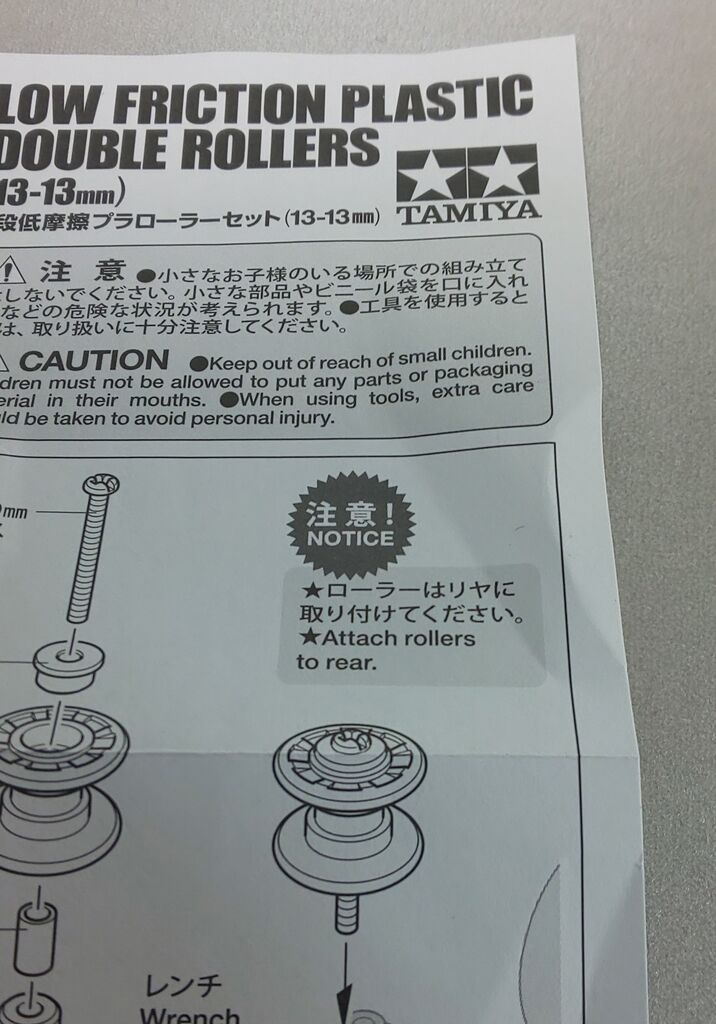 LOW FRICTION PLASTIC
DOUBLE ROLLERS
13-13mm)
段低摩擦プラローラーセット(13-13mm)
TAMIYA
注意 ●小さなお子様のいる場所での組み立て
しないでください。小さな部品やビニール袋を口に入れ
などの危険な状況が考えられます。●工具を使用すると
は、取り扱いに十分注意してください。
CAUTION ●Keep out of reach of small children.
dren must not be allowed to put any parts or packaging
erial in their mouths. ●When using tools, extra care
ld be taken to avoid personal injury.
mm
注意!
NOTICE
★ローラーはリヤに
取り付けてください。
★Attach rollers
to rear.
レンチ
Wrench